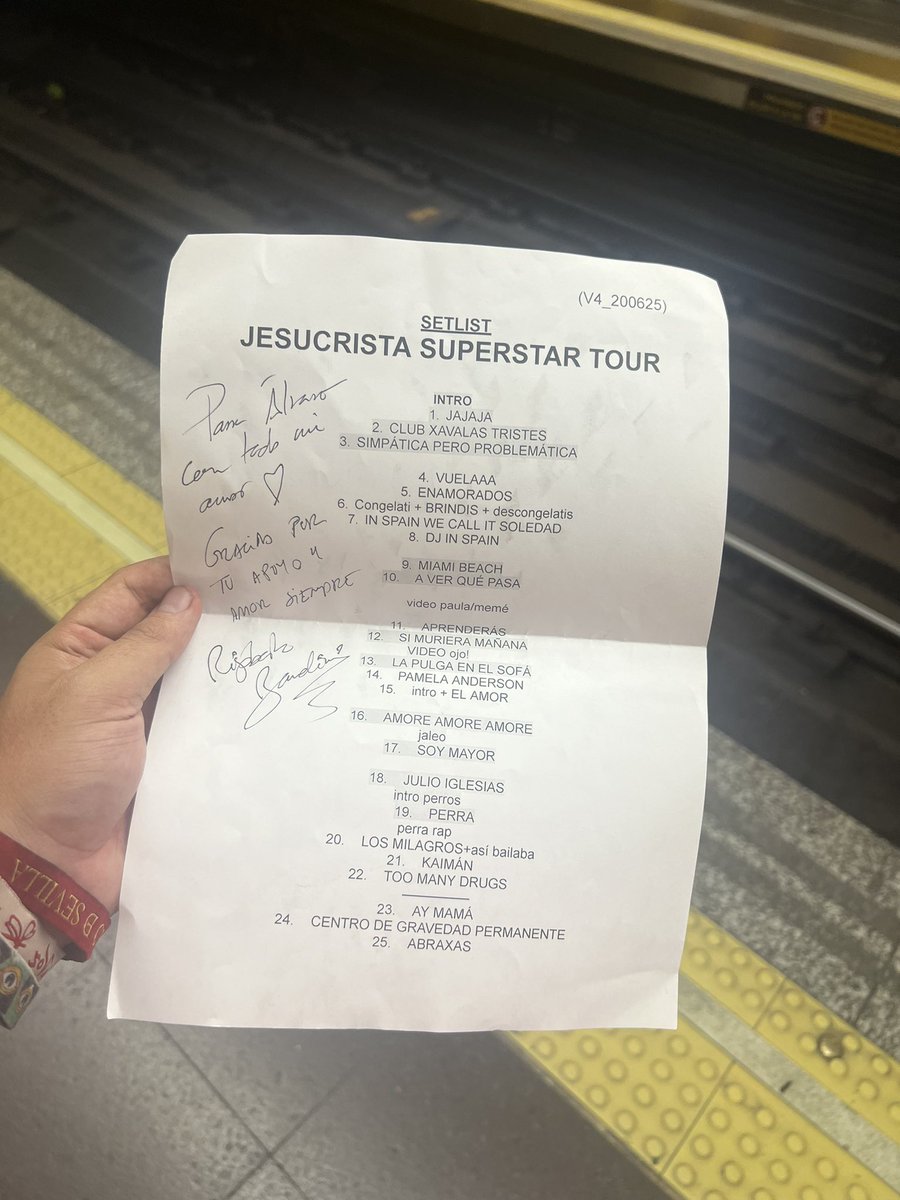 (V4_200625)
SETLIST
JESUCRISTA SUPERSTAR TOUR
INTRO
1. JAJAJA
2. CLUB XAVALAS TRISTES
3. SIMPÁTICA PERO PROBLEMÁTICA
4. VUELAAA
5. ENAMORADOS
6. Congelati + BRINDIS + descongelatis
7. IN SPAIN WE CALL IT SOLEDAD
8. DJ IN SPAIN
9. MIAMI BEACH
10. A VER QUÉ PASA
video paula/memé
11. APRENDERÁS
12. SI MURIERA MAÑANA
VIDEO ojo!
13. LA PULGA EN EL SOFÁ
14. PAMELA ANDERSON
15. intro + EL AMOR
16. AMORE AMORE AMORE
jaleo
17. SOY MAYOR
18. JULIO IGLESIAS
intro perros
19. PERRA
perra rap
20. LOS MILAGROS+así bailaba
21. KAIMÁN
22. TOO MANY DRUGS
23. AY MAMÁ
24. CENTRO DE GRAVEDAD PERMANENTE
25. ABRAXAS
Para Álvaro
con todo mi
amor ♡
GRACIAS POR
TU APOYO Y
AMOR SIEMPRE
Rigoberta
Bandini
B SEVILLA